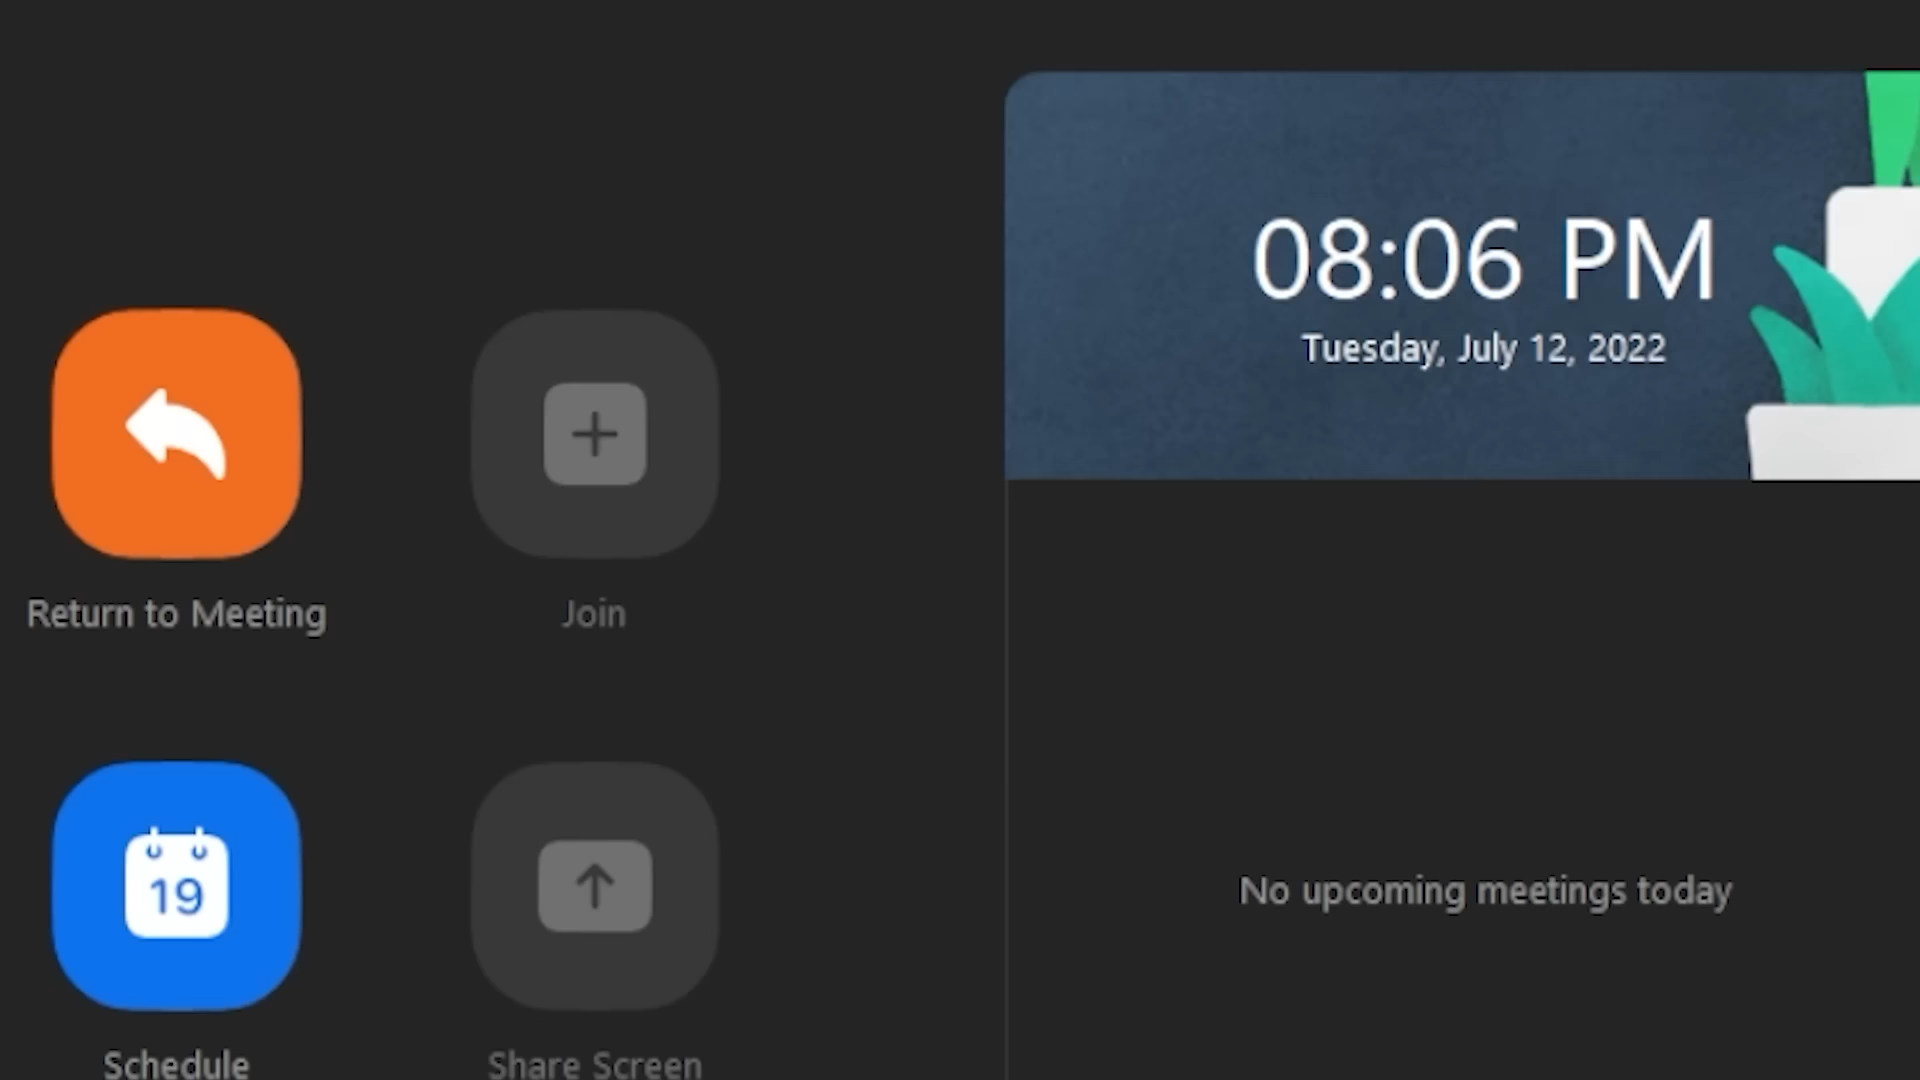 08:06 PM
Tuesday, July 12, 2022
Return to Meeting
Join
19
Schedule
Share Screen
No upcoming meetings today